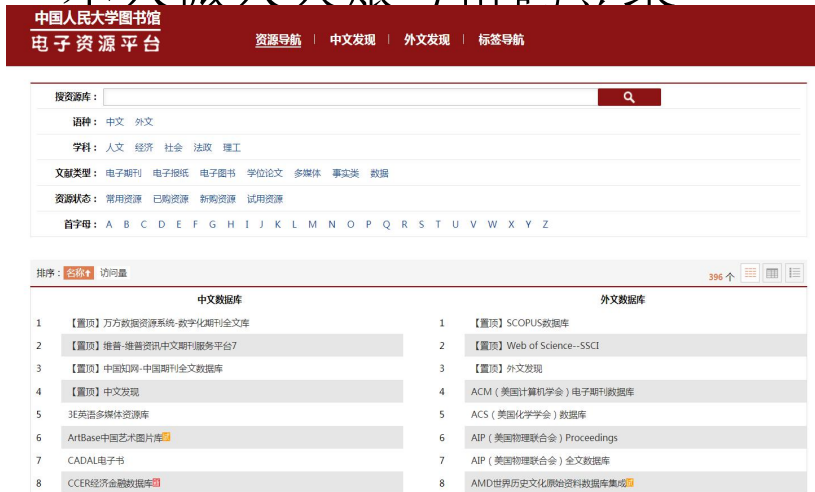 中国人民大学图书馆
电子资源平台
资源导航 | 中文发现 | 外文发现 | 标签导航
搜资源库：
语种： 中文 外文
学科： 人文 经济 社会 法政 理工
文献类型： 电子期刊 电子报纸 电子图书 学位论文 多媒体 事实类 数据
资源状态： 常用资源 已购资源 新购资源 试用资源
首字母： A B C D E F G H I J K L M N O P Q R S T U V W X Y Z
排序： 名称↑ 访问量
396 个
中文数据库
1 【置顶】万方数据资源系统-数字化期刊全文库
2 【置顶】维普-维普资讯中文期刊服务平台7
3 【置顶】中国知网-中国期刊全文数据库
4 【置顶】中文发现
5 3E英语多媒体资源库
6 ArtBase中国艺术图片库
7 CADAL电子书
8 CCER经济金融数据库
外文数据库
1 【置顶】SCOPUS数据库
2 【置顶】Web of Science--SSCI
3 【置顶】外文发现
4 ACM（美国计算机学会）电子期刊数据库
5 ACS（美国化学学会）数据库
6 AIP（美国物理联合会）Proceedings
7 AIP（美国物理联合会）全文数据库
8 AMD世界历史文化原始资料数据库集成